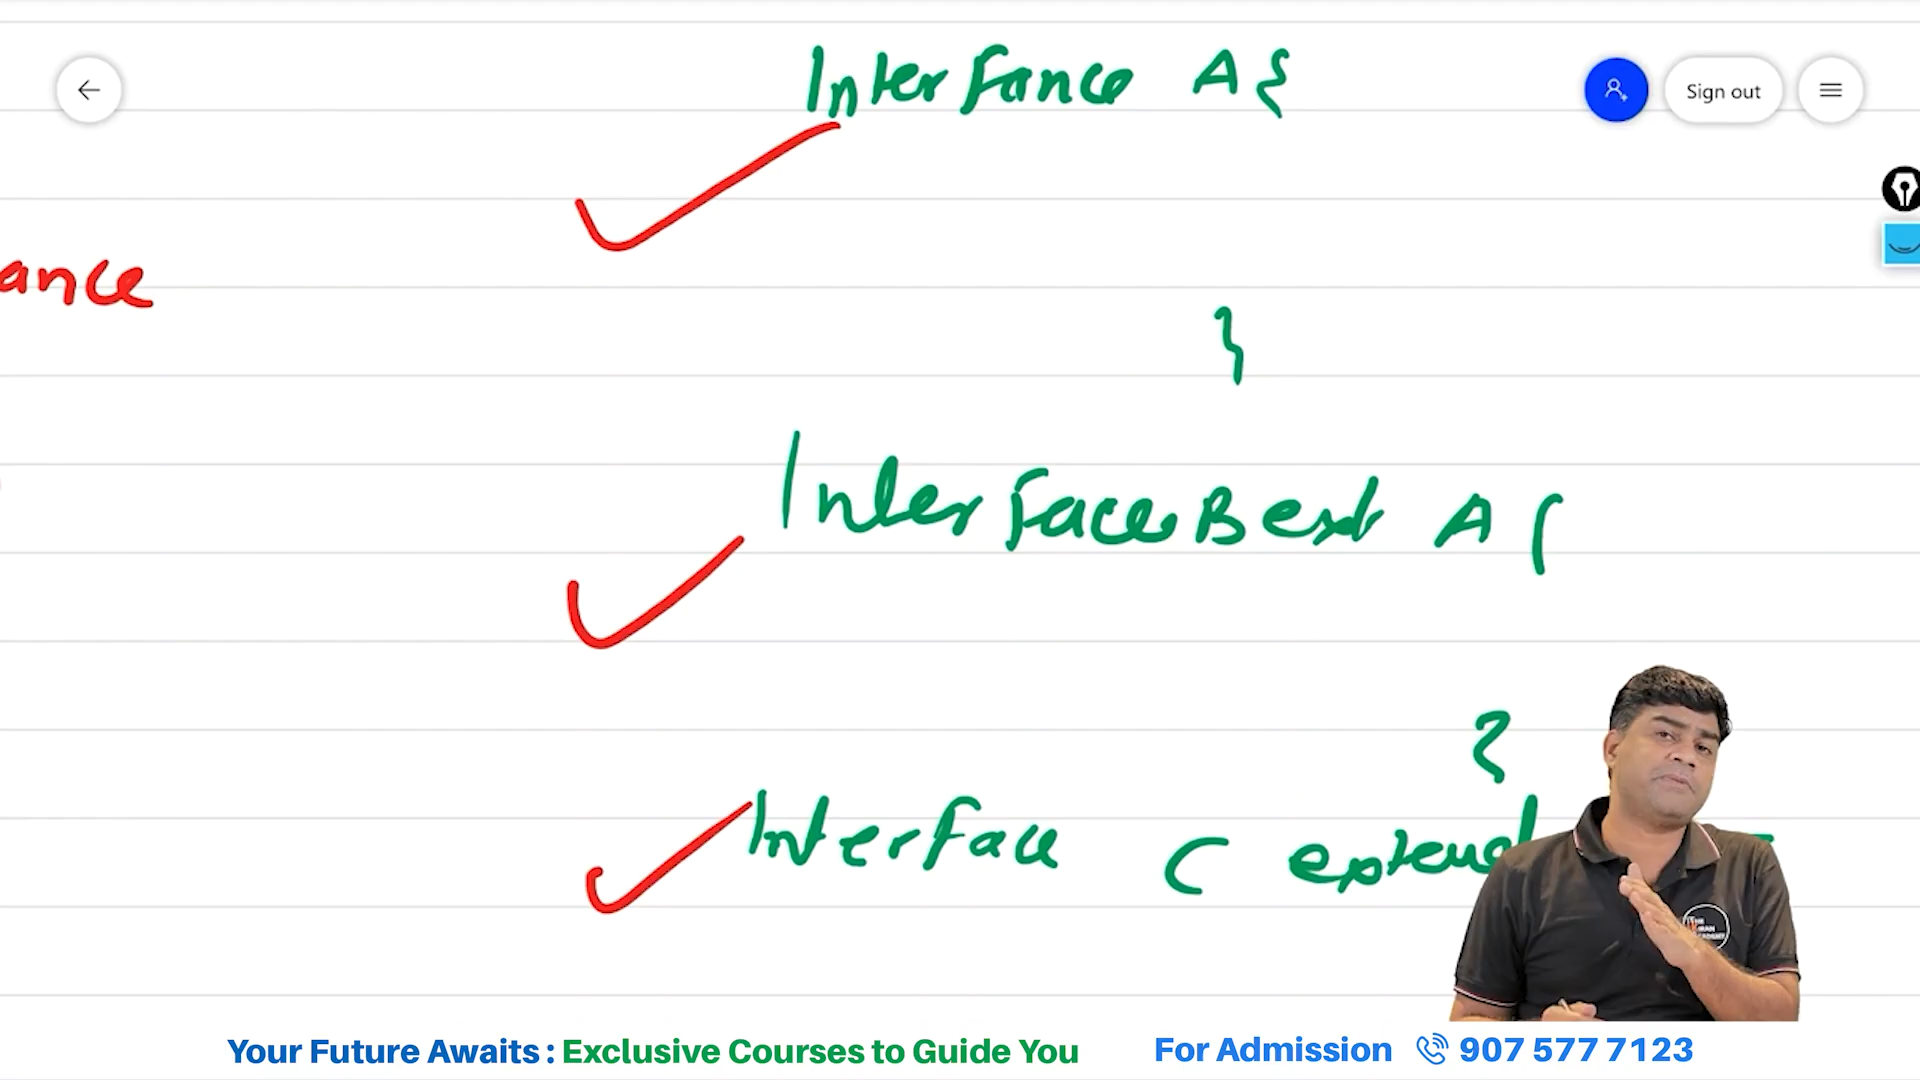 Interfance A {
Sign out
ance
}
Interface B ext A {
}
Interface C extend
Your Future Awaits : Exclusive Courses to Guide You
For Admission 907 577 7123